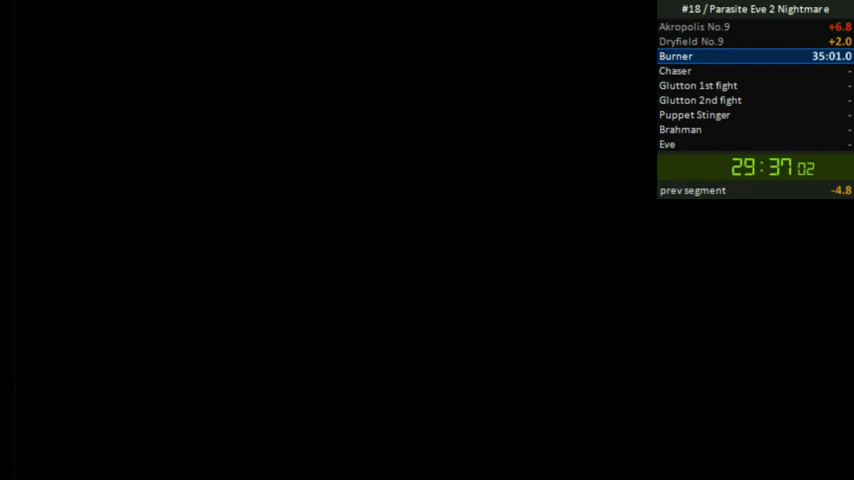 #18 / Parasite Eve 2 Nightmare
Akropolis No.9 +6.8
Dryfield No.9 +2.0
Burner 35:01.0
Chaser -
Glutton 1st fight -
Glutton 2nd fight -
Puppet Stinger -
Brahman -
Eve -
29:37 02
prev segment -4.8